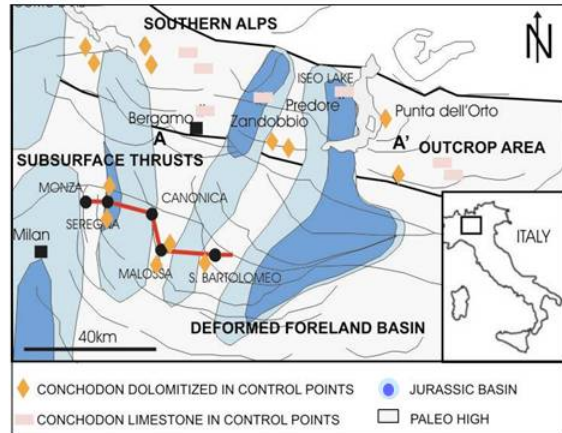 SOUTHERN ALPS
N
ISEO LAKE
Predore
Bergamo
Zandobbio
Punta dell'Orto
A
A'
OUTCROP AREA
SUBSURFACE THRUSTS
MONZA
CANONICA
SEREGNA
Milan
ITALY
MALOSSA
S. BARTOLOMEO
DEFORMED FORELAND BASIN
40km
CONCHODON DOLOMITIZED IN CONTROL POINTS
JURASSIC BASIN
CONCHODON LIMESTONE IN CONTROL POINTS
PALEO HIGH